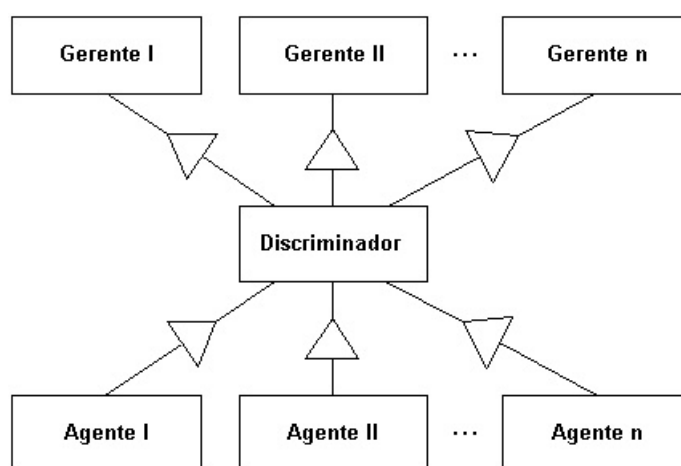 Gerente I
Gerente II
...
Gerente n
Discriminador
Agente I
Agente II
...
Agente n